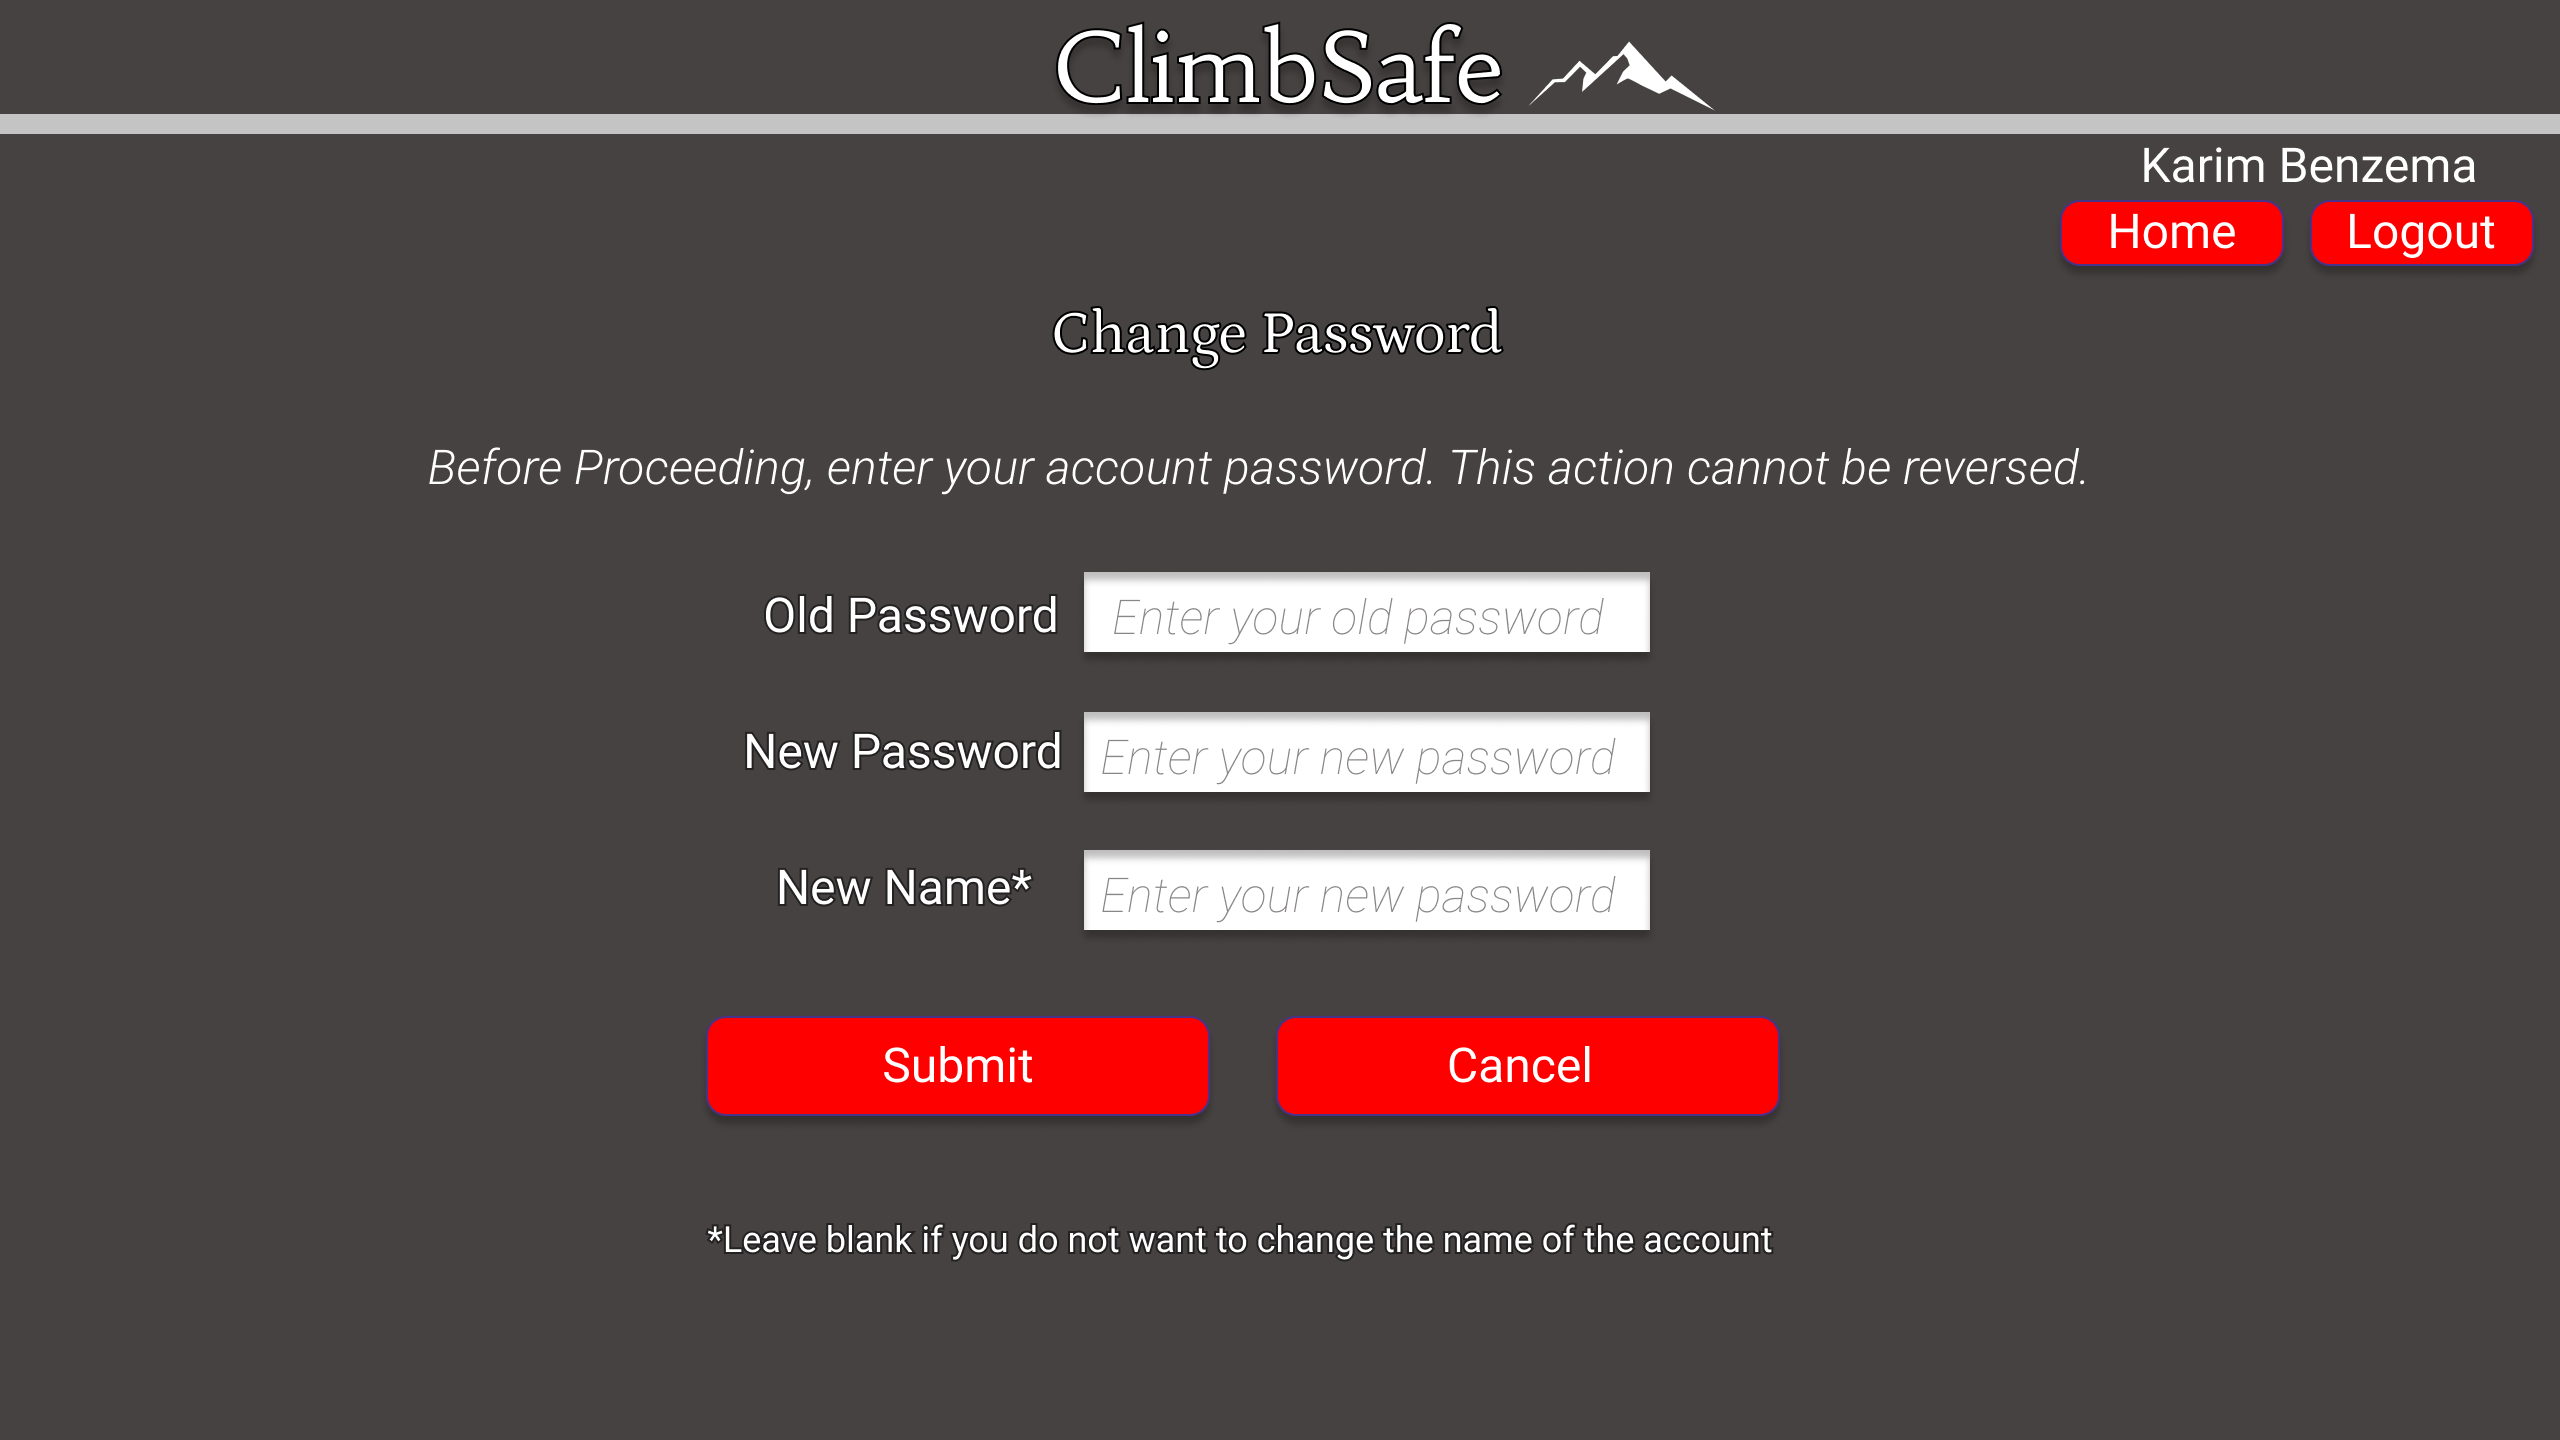 ClimbSafe
Karim Benzema
Home Logout
Change Password
Before Proceeding, enter your account password. This action cannot be reversed.
Old Password Enter your old password
New Password Enter your new password
New Name* Enter your new password
Submit Cancel
*Leave blank if you do not want to change the name of the account